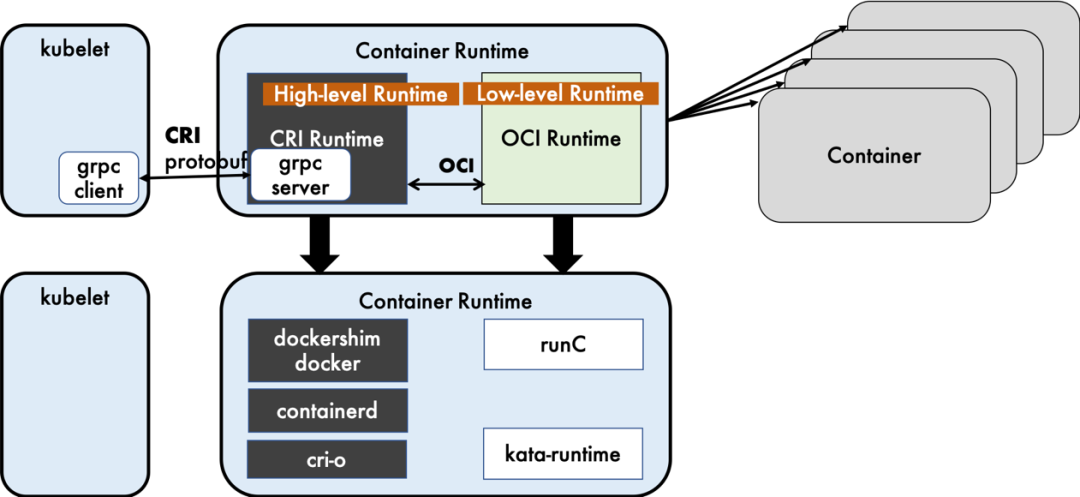 kubelet
Container Runtime
High-level Runtime
Low-level Runtime
CRI Runtime
OCI Runtime
CRI
protobuf
grpc
client
grpc
server
OCI
Container
kubelet
Container Runtime
dockershim
docker
runC
containerd
cri-o
kata-runtime